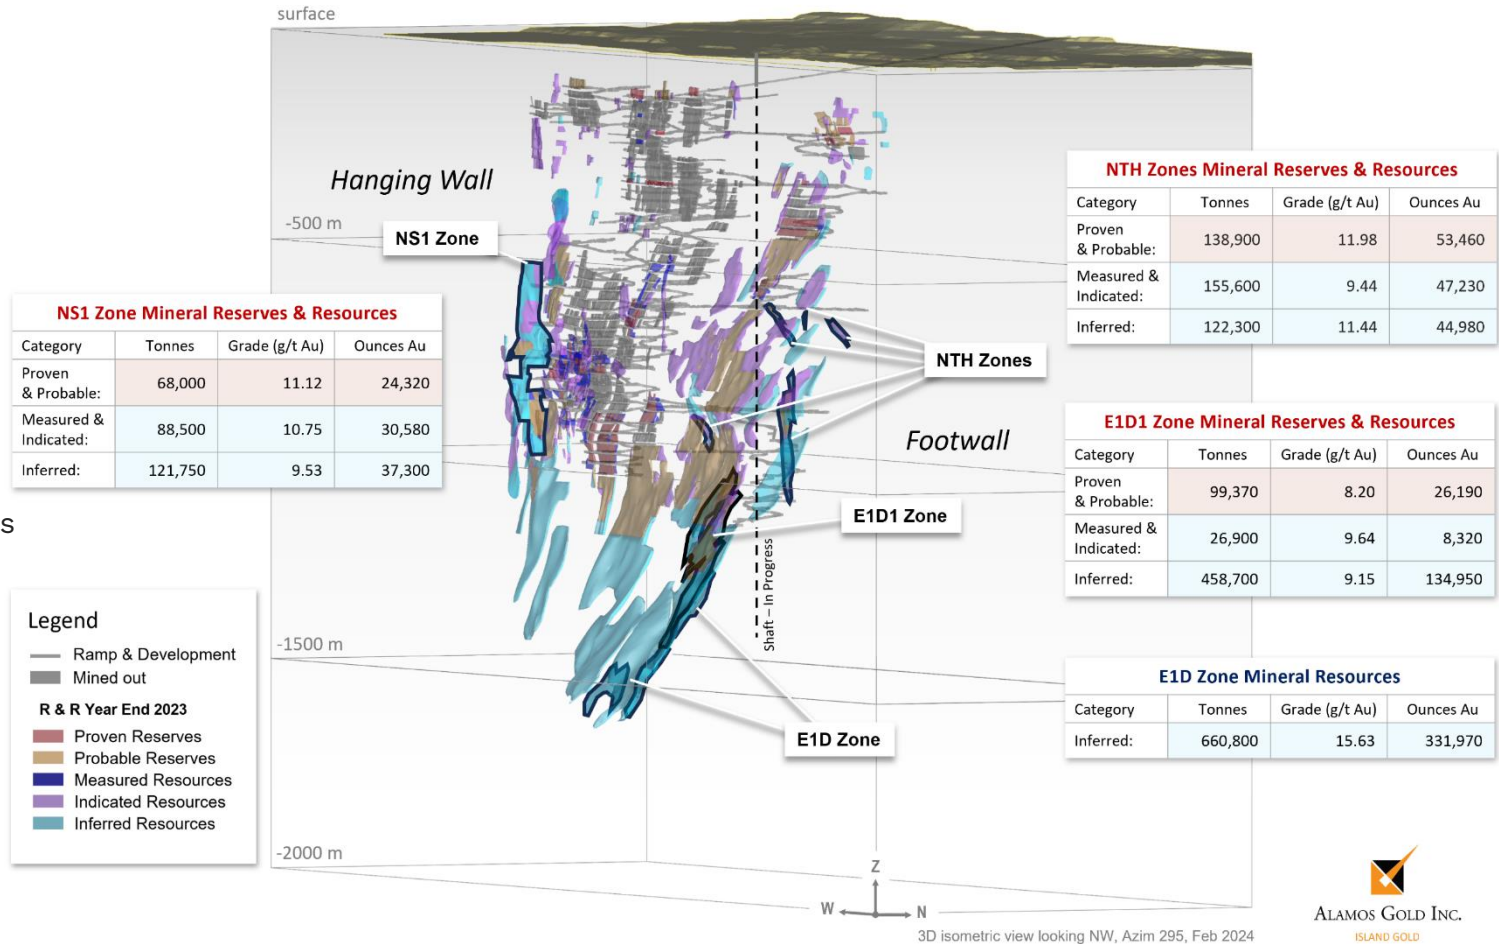 surface
Hanging Wall
-500 m
NS1 Zone
NS1 Zone Mineral Reserves & Resources
Category Tonnes Grade (g/t Au) Ounces Au
Proven
& Probable: 68,000 11.12 24,320
Measured &
Indicated: 88,500 10.75 30,580
Inferred: 121,750 9.53 37,300
s
NTH Zones Mineral Reserves & Resources
Category Tonnes Grade (g/t Au) Ounces Au
Proven
& Probable: 138,900 11.98 53,460
Measured &
Indicated: 155,600 9.44 47,230
Inferred: 122,300 11.44 44,980
NTH Zones
Footwall
E1D1 Zone
E1D1 Zone Mineral Reserves & Resources
Category Tonnes Grade (g/t Au) Ounces Au
Proven
& Probable: 99,370 8.20 26,190
Measured &
Indicated: 26,900 9.64 8,320
Inferred: 458,700 9.15 134,950
Shaft – In Progress
-1500 m
E1D Zone
E1D Zone Mineral Resources
Category Tonnes Grade (g/t Au) Ounces Au
Inferred: 660,800 15.63 331,970
Legend
Ramp & Development
Mined out
R & R Year End 2023
Proven Reserves
Probable Reserves
Measured Resources
Indicated Resources
Inferred Resources
-2000 m
Z
W N
3D isometric view looking NW, Azim 295, Feb 2024
ALAMOS GOLD INC.
ISLAND GOLD